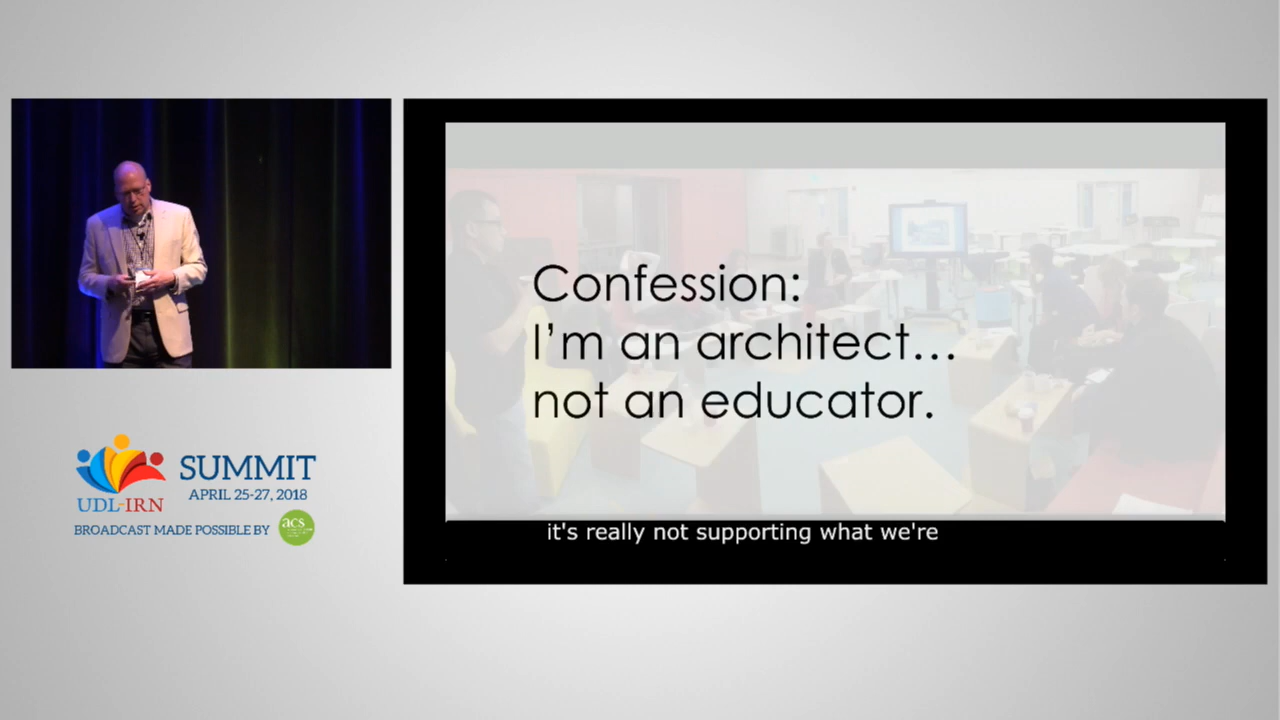 Confession:
I'm an architect...
not an educator.
it's really not supporting what we're
UDL-IRN
SUMMIT
APRIL 25-27, 2018
BROADCAST MADE POSSIBLE BY
acs